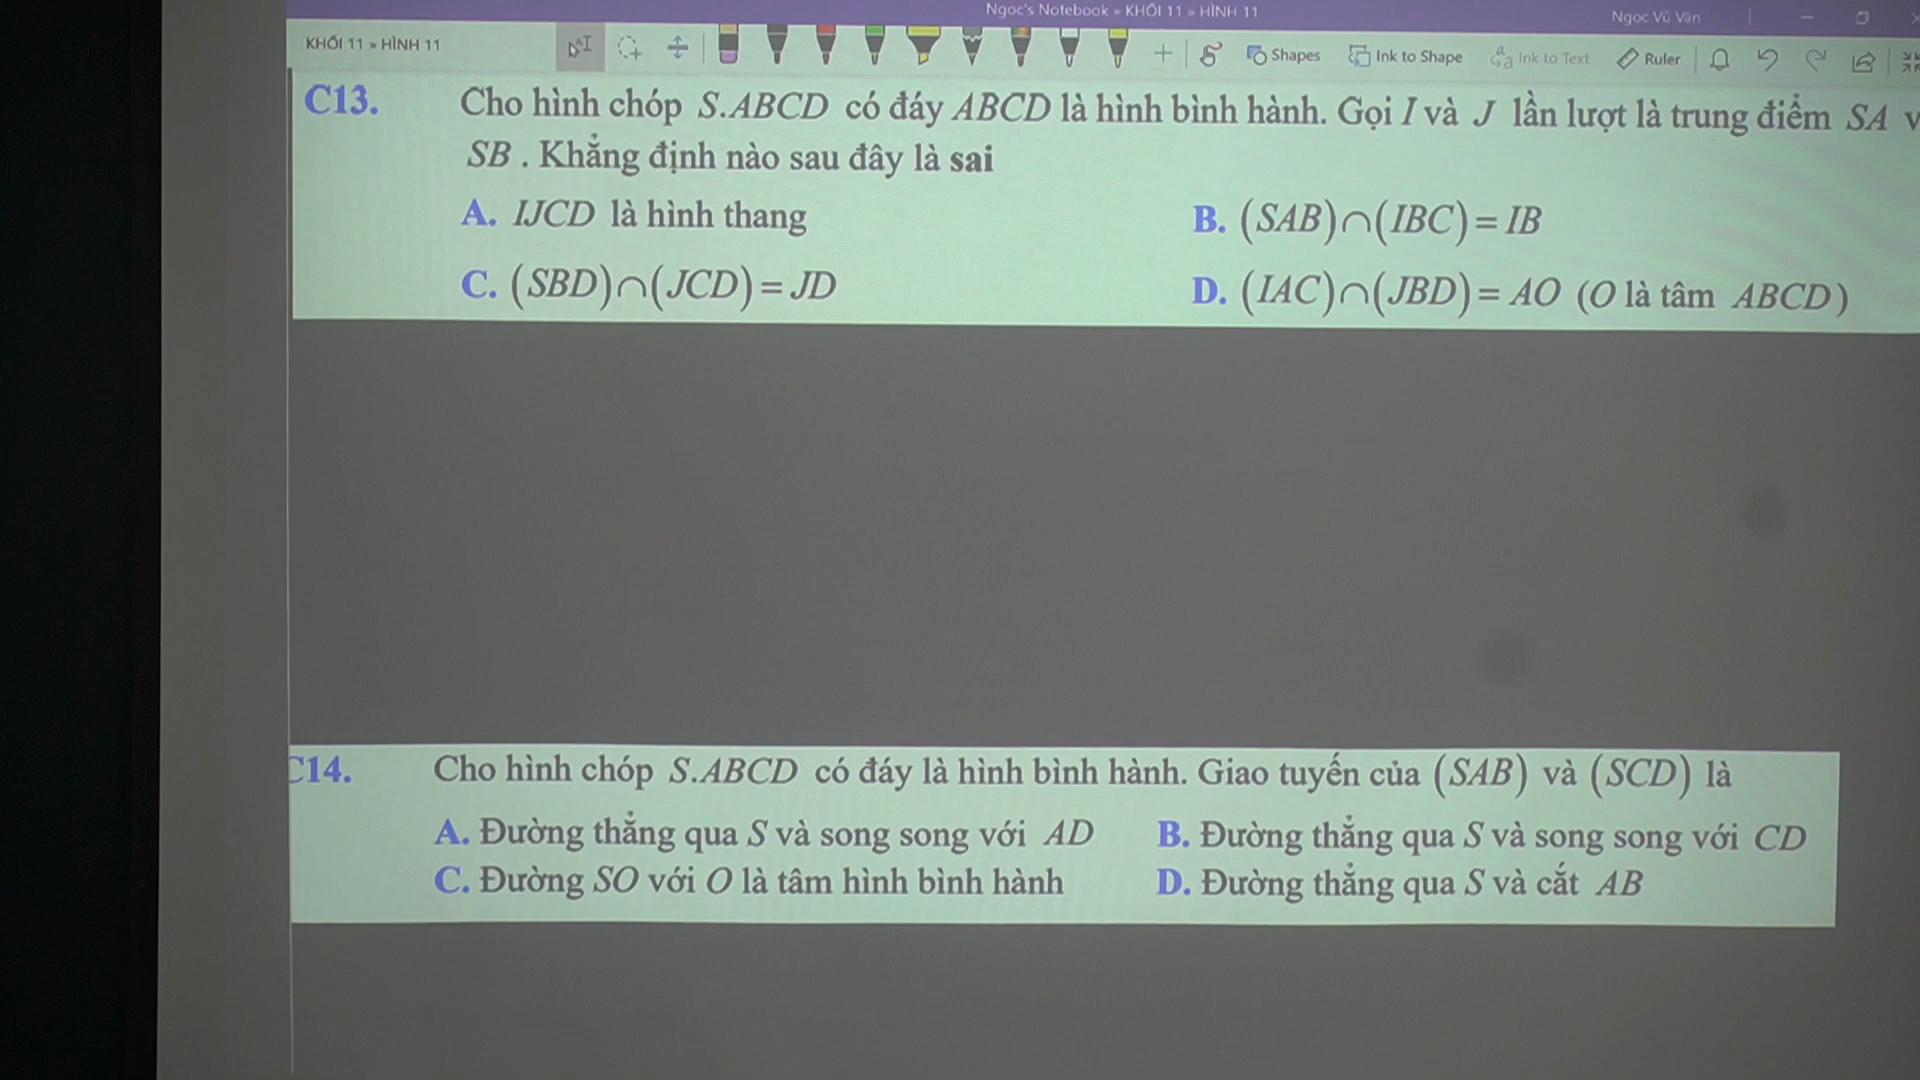 Ngoc's Notebook » KHỐI 11 » HÌNH 11
Ngoc Vũ Văn
KHỐI 11 » HÌNH 11
Shapes Ink to Shape Ink to Text Ruler
C13. Cho hình chóp S.ABCD có đáy ABCD là hình bình hành. Gọi I và J lần lượt là trung điểm SA
SB . Khẳng định nào sau đây là sai
A. IJCD là hình thang B. (SAB)∩(IBC)= IB
C. (SBD)∩(JCD)= JD D. (IAC)∩(JBD)= AO (O là tâm ABCD)
C14. Cho hình chóp S.ABCD có đáy là hình bình hành. Giao tuyến của (SAB) và (SCD) là
A. Đường thẳng qua S và song song với AD B. Đường thẳng qua S và song song với CD
C. Đường SO với O là tâm hình bình hành D. Đường thẳng qua S và cắt AB